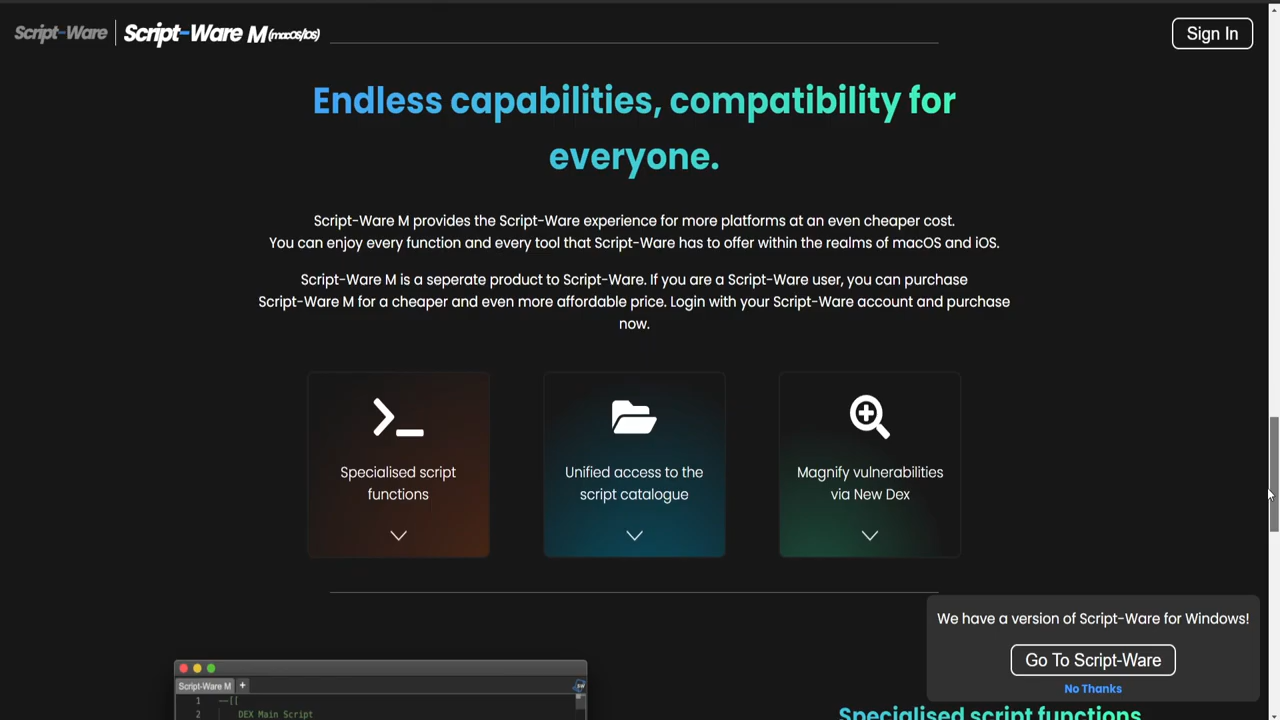 Script-Ware Script-Ware M (macOS/iOS)
Sign In
Endless capabilities, compatibility for
everyone.
Script-Ware M provides the Script-Ware experience for more platforms at an even cheaper cost.
You can enjoy every function and every tool that Script-Ware has to offer within the realms of macOS and iOS.
Script-Ware M is a seperate product to Script-Ware. If you are a Script-Ware user, you can purchase
Script-Ware M for a cheaper and even more affordable price. Login with your Script-Ware account and purchase
now.
Specialised script
functions
Unified access to the
script catalogue
Magnify vulnerabilities
via New Dex
We have a version of Script-Ware for Windows!
Go To Script-Ware
No Thanks
Script-Ware M +
1 --[[
2 DEX Main Script
Specialised script functions